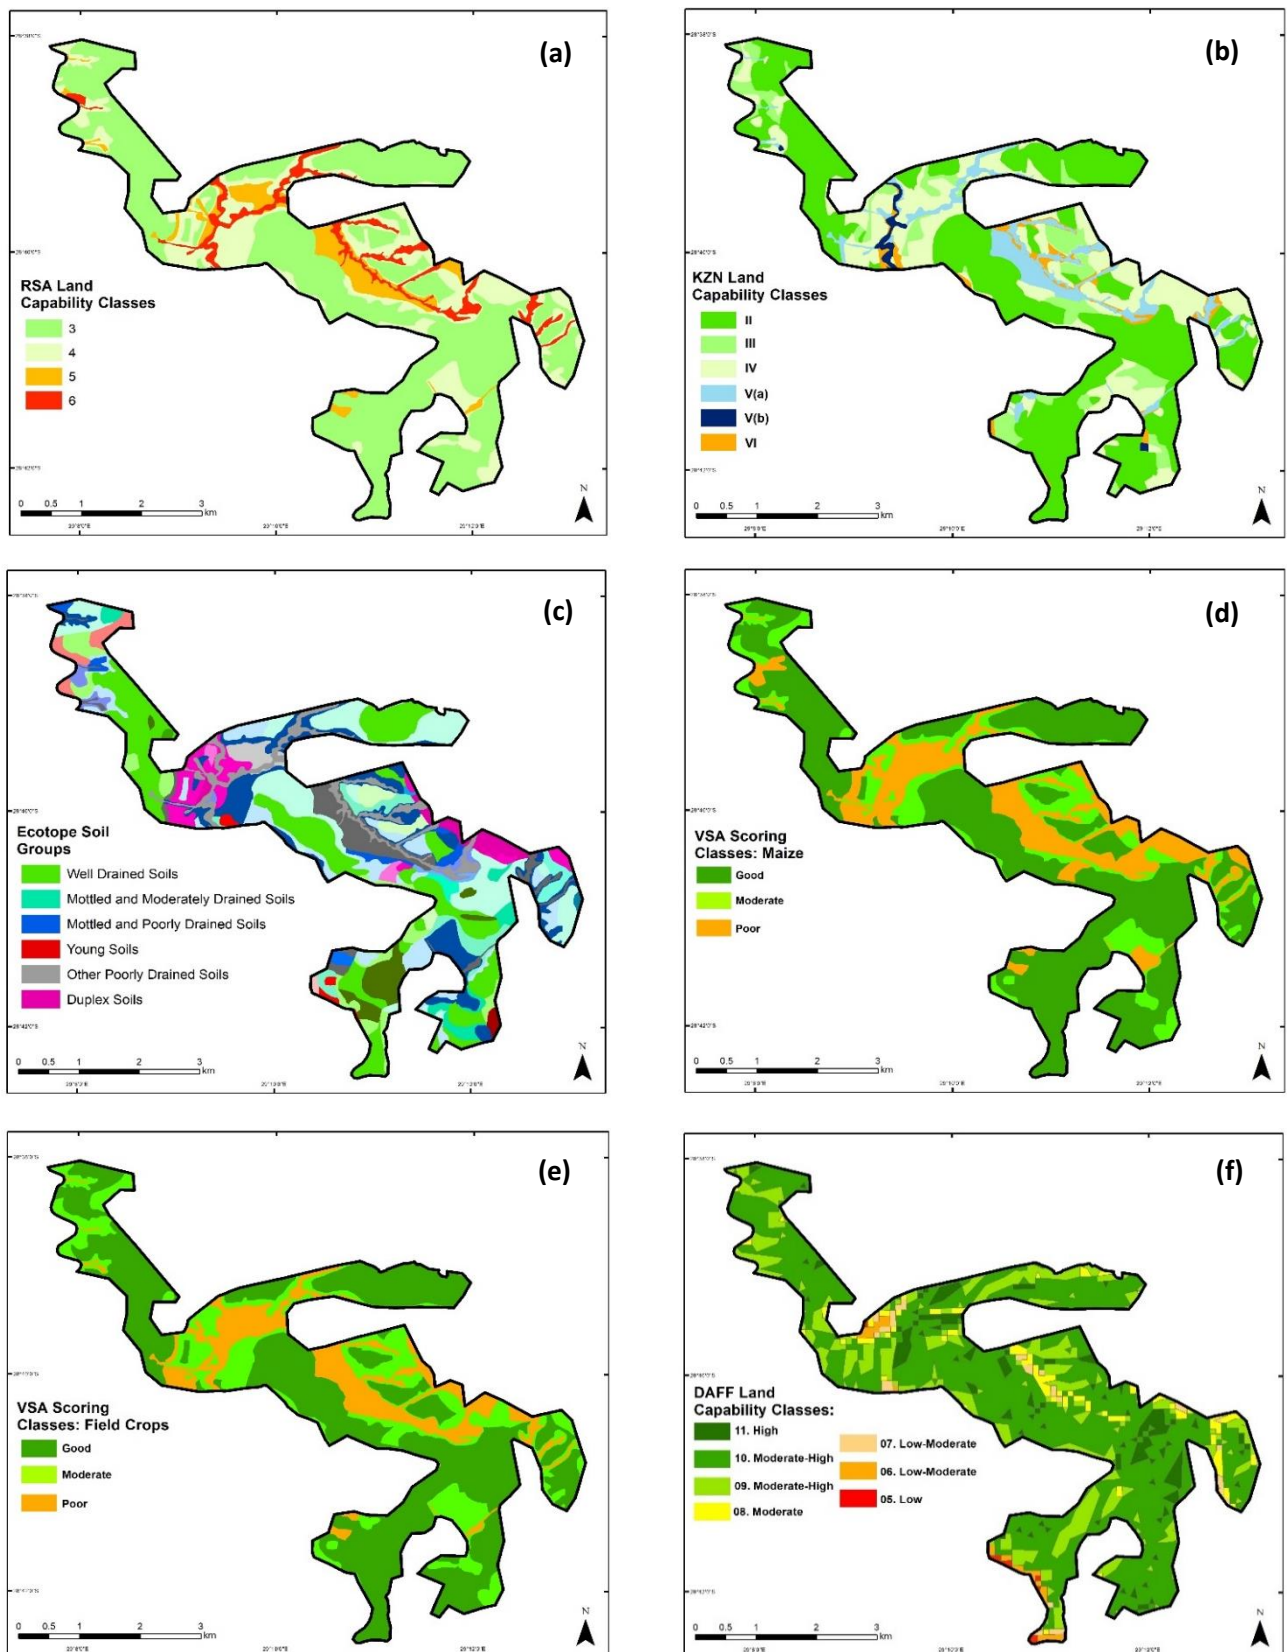 (a)
RSA Land
Capability Classes
3
4
5
6
0 0.5 1 2 3
km
N
(b)
KZN Land
Capability Classes
II
III
IV
V(a)
V(b)
VI
0 0.5 1 2 3
km
N
(c)
Ecotope Soil
Groups
Well Drained Soils
Mottled and Moderately Drained Soils
Mottled and Poorly Drained Soils
Young Soils
Other Poorly Drained Soils
Duplex Soils
0 0.5 1 2 3
km
N
(d)
VSA Scoring
Classes: Maize
Good
Moderate
Poor
0 0.5 1 2 3
km
N
(e)
VSA Scoring
Classes: Field Crops
Good
Moderate
Poor
0 0.5 1 2 3
km
N
(f)
DAFF Land
Capability Classes:
11. High
10. Moderate-High
09. Moderate-High
08. Moderate
07. Low-Moderate
06. Low-Moderate
05. Low
0 0.5 1 2 3
km
N